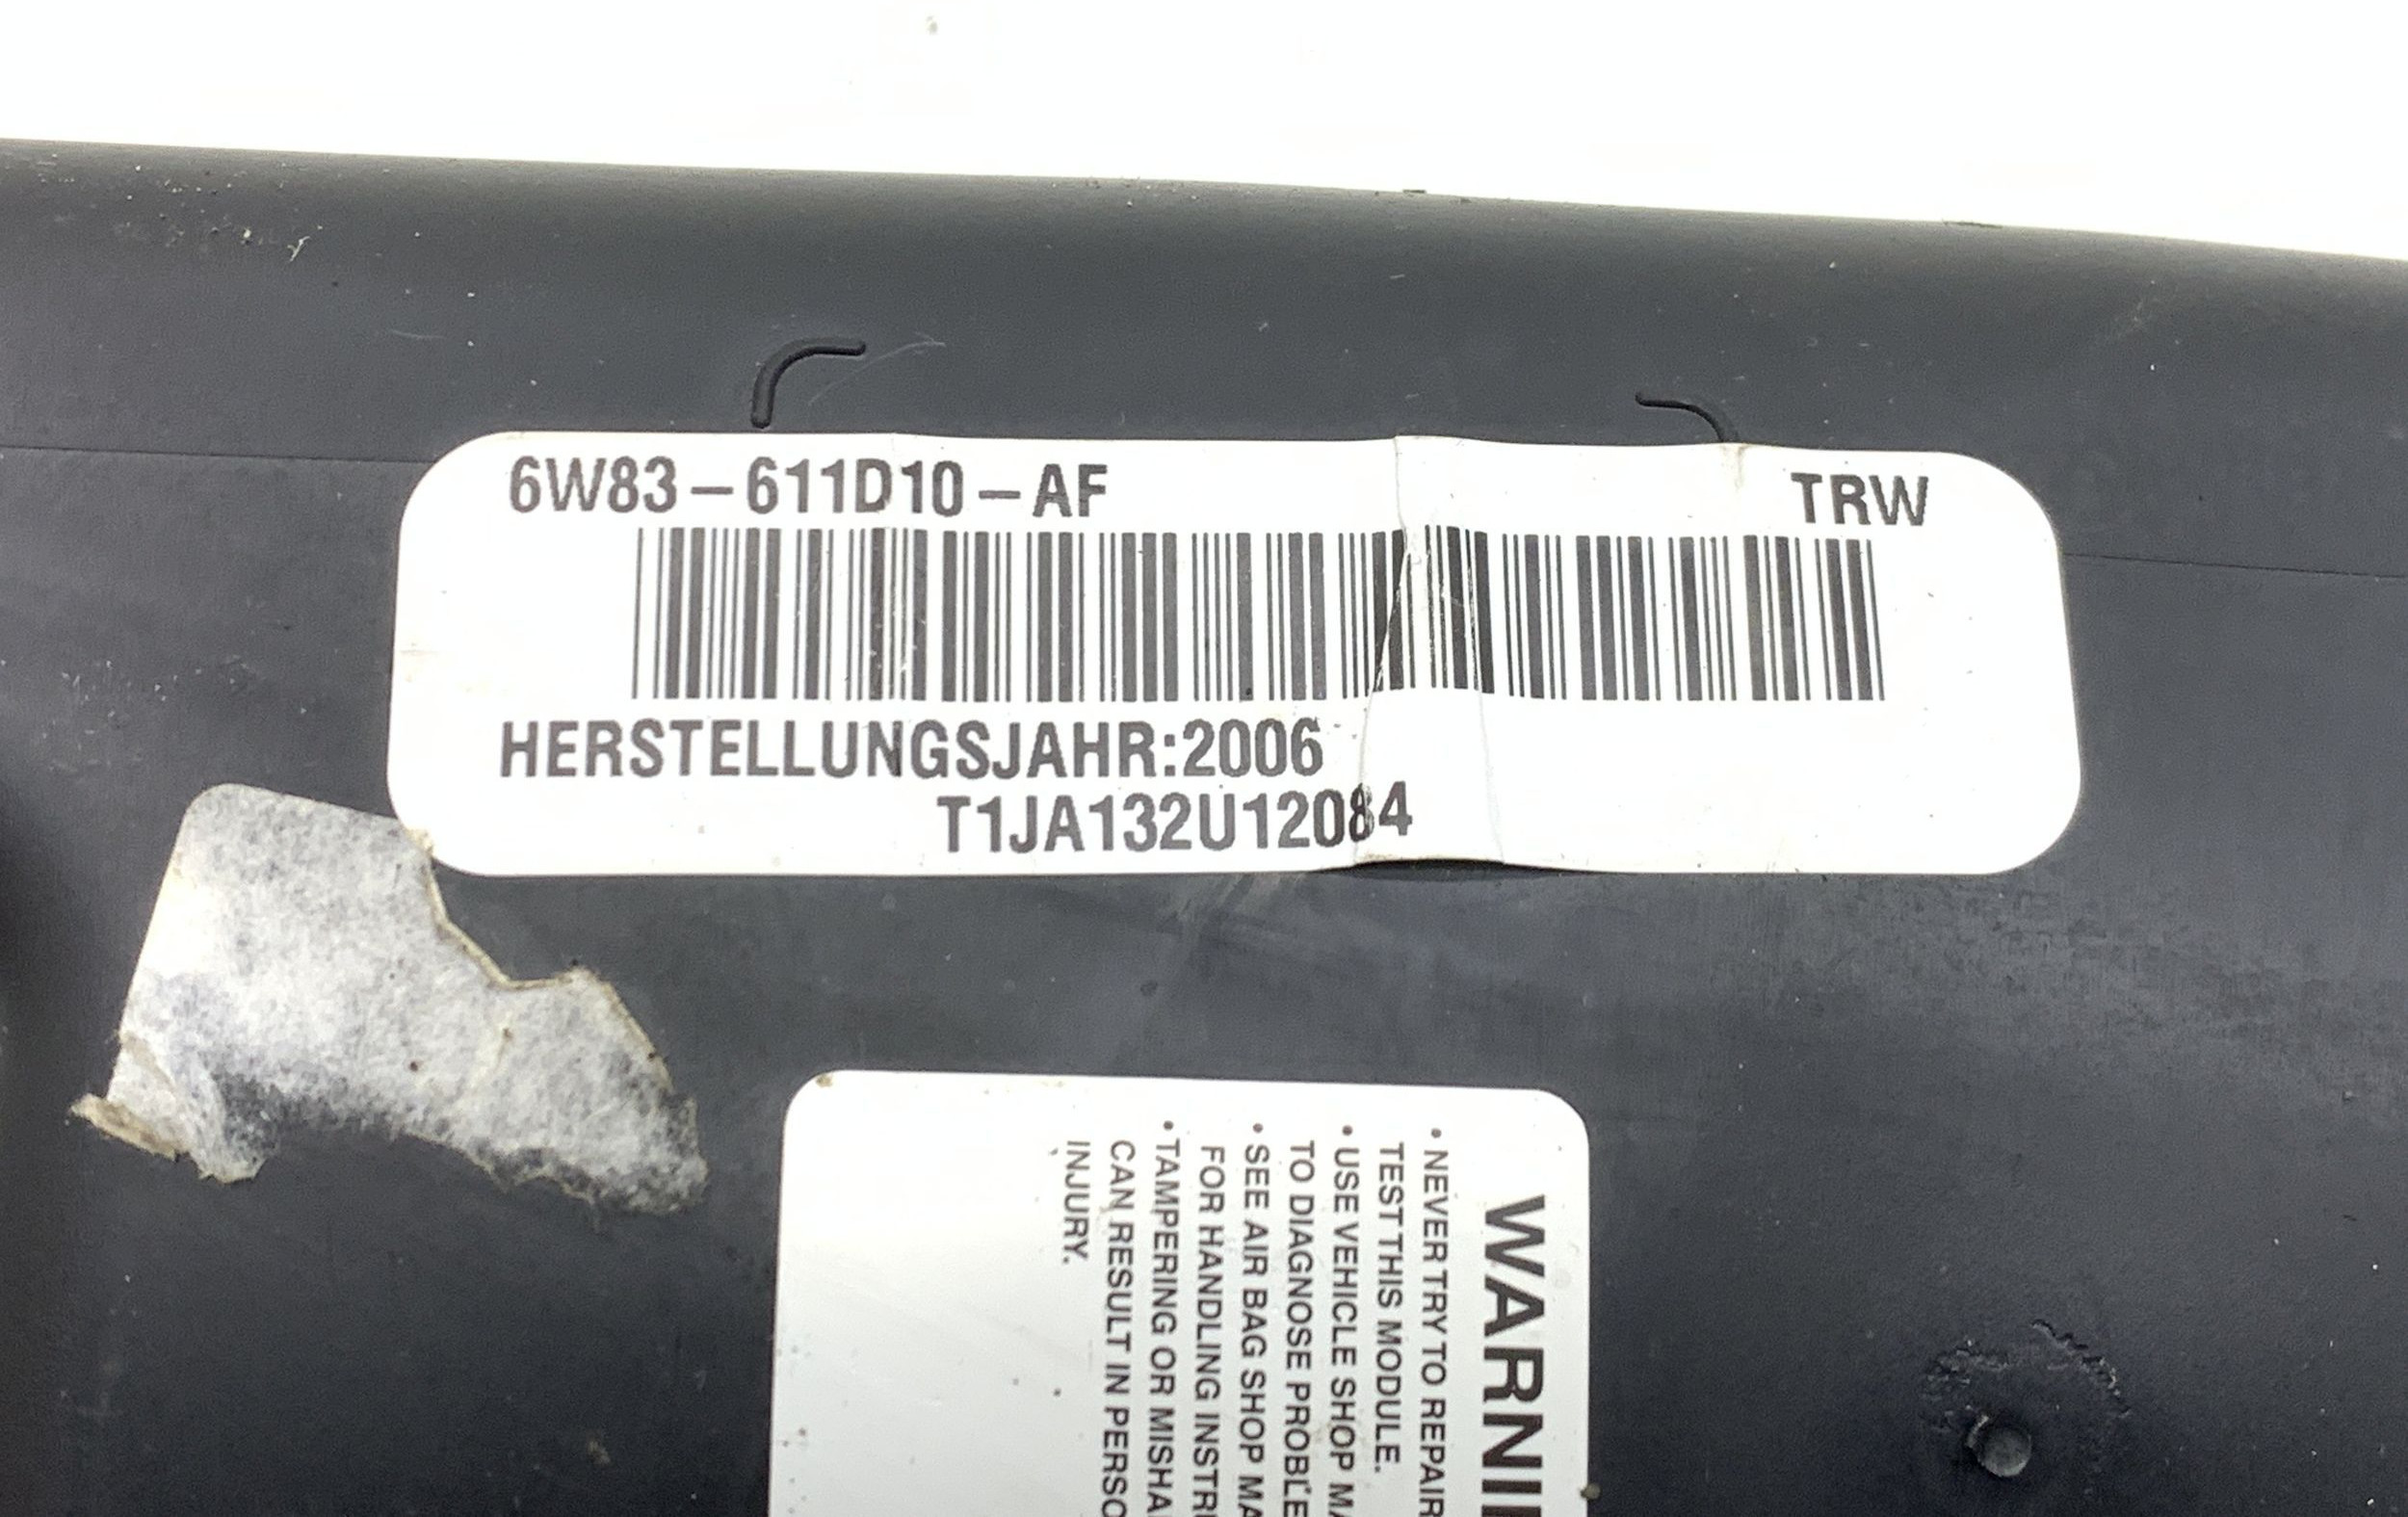 6W83-611D10-AF TRW
HERSTELLUNGSJAHR:2006
T1JA132U12084
WARNI
• NEVER TRY TO REPAIR
TEST THIS MODULE.
• USE VEHICLE SHOP MA
TO DIAGNOSE PROBLE
• SEE AIR BAG SHOP MA
FOR HANDLING INSTR
• TAMPERING OR MISHA
CAN RESULT IN PERSO
INJURY.